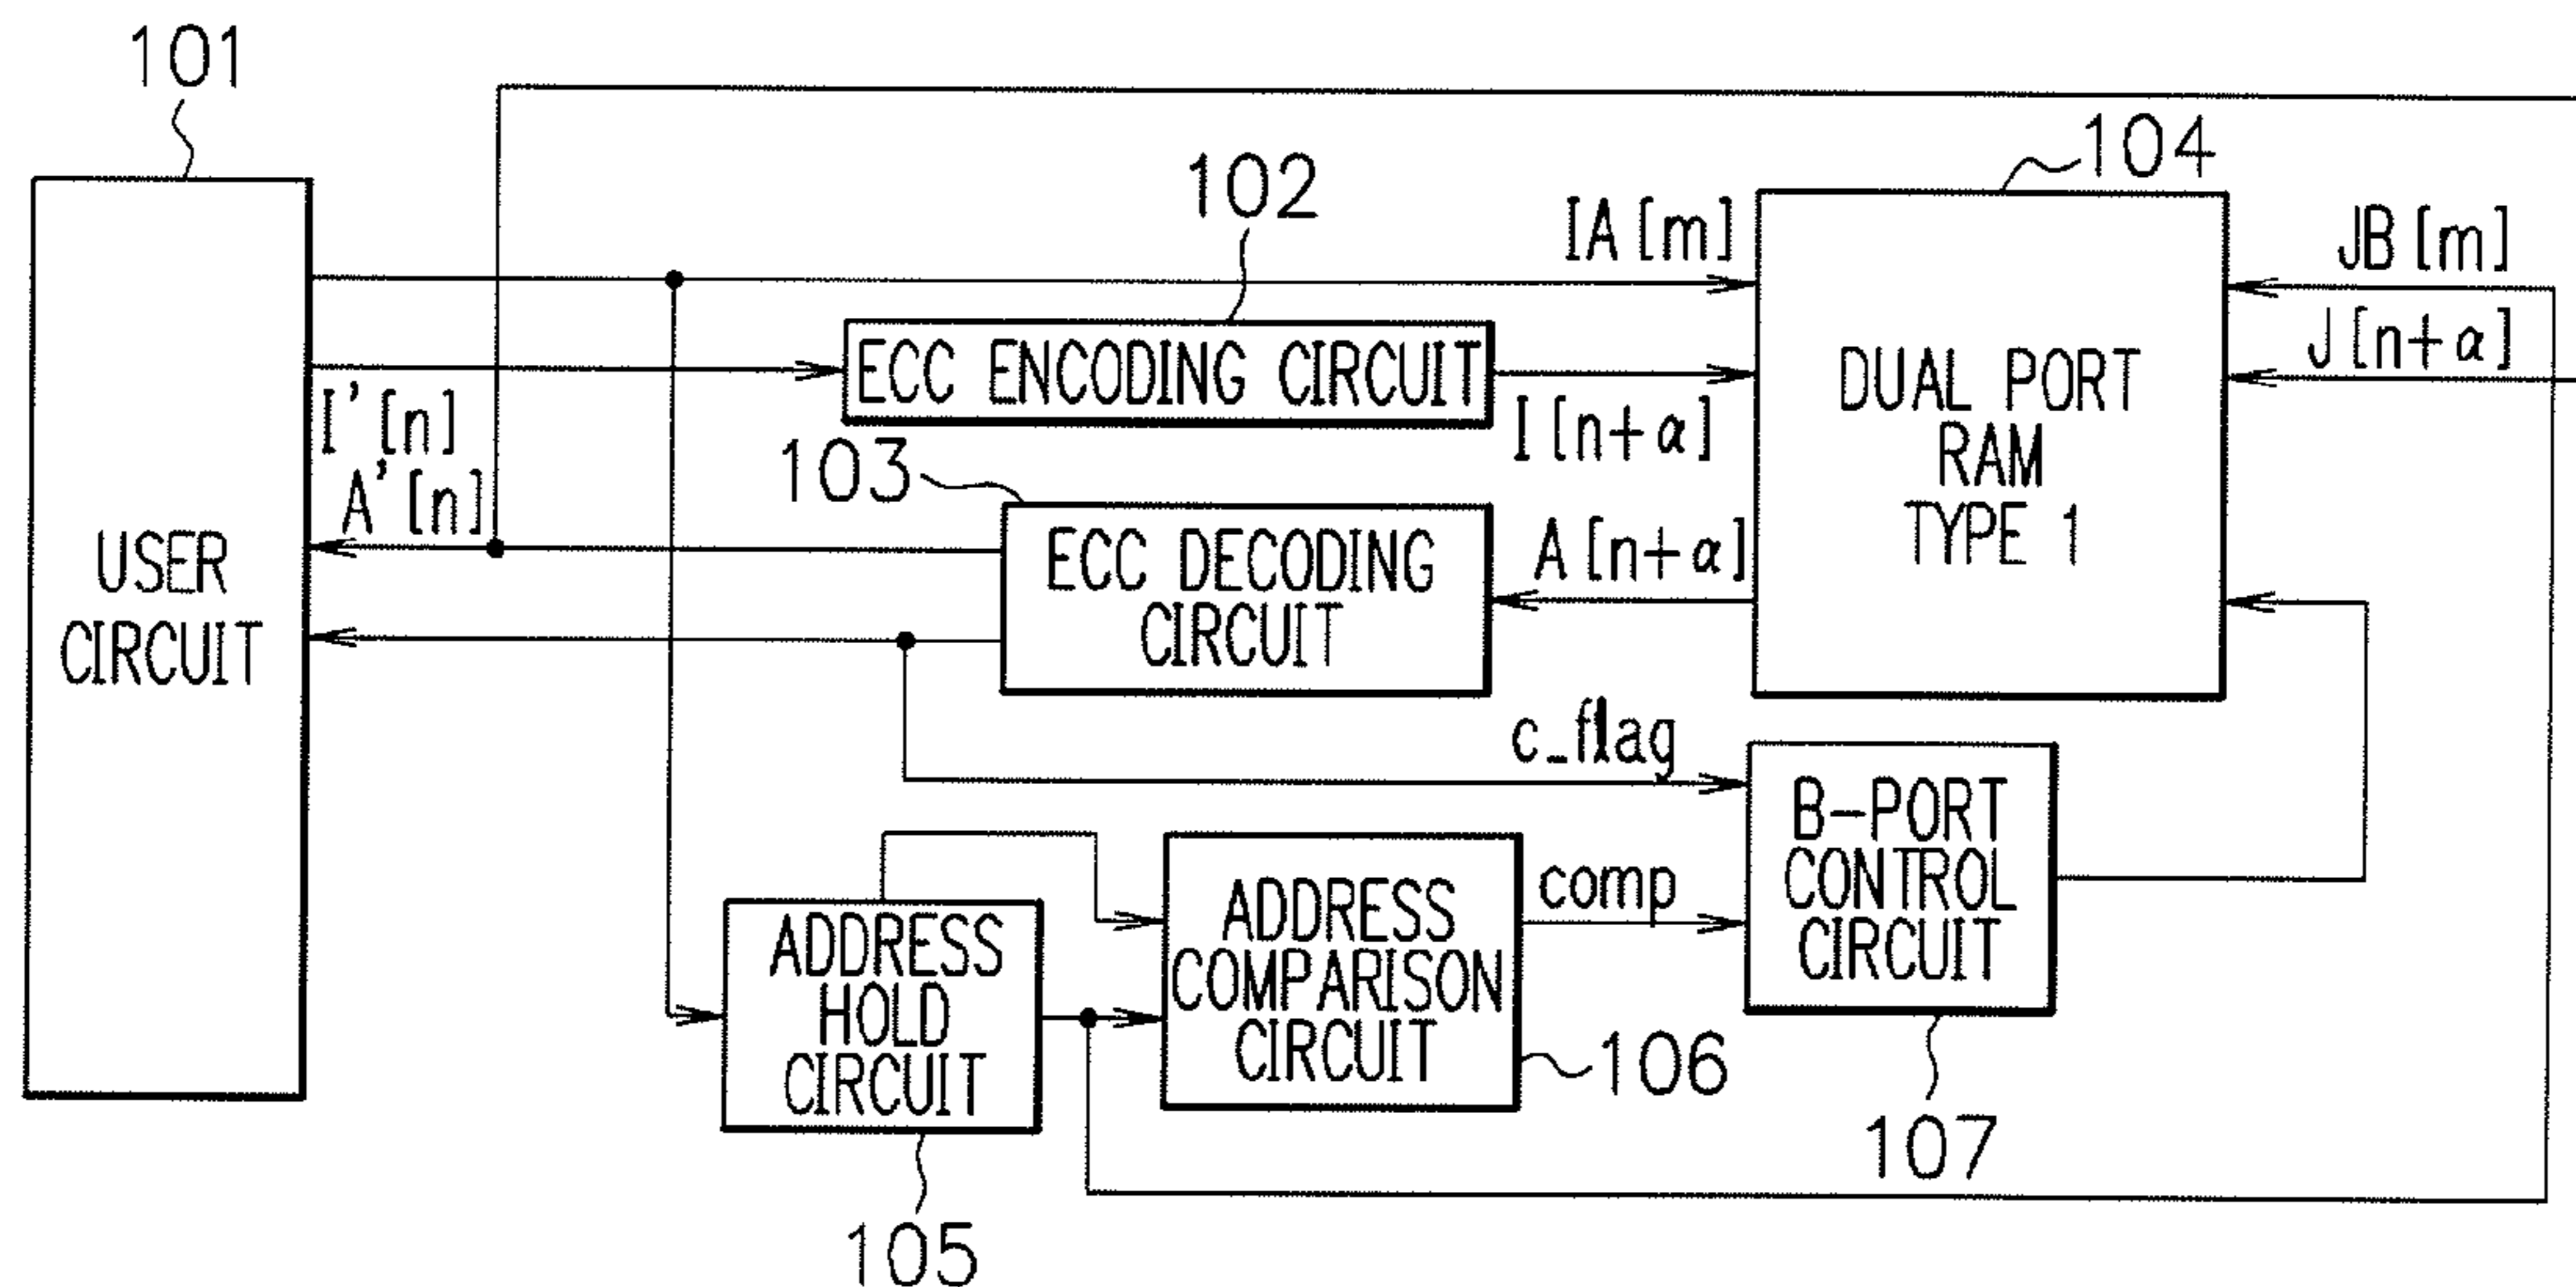 101
102
104
IA [m]
JB [m]
ECC ENCODING CIRCUIT
J [n+α]
I' [n]
I [n+α]
DUAL PORT
RAM
TYPE 1
103
A' [n]
A [n+α]
ECC DECODING
CIRCUIT
USER
CIRCUIT
c_flag
B-PORT
CONTROL
CIRCUIT
comp
ADDRESS
HOLD
CIRCUIT
ADDRESS
COMPARISON
CIRCUIT
106
107
105